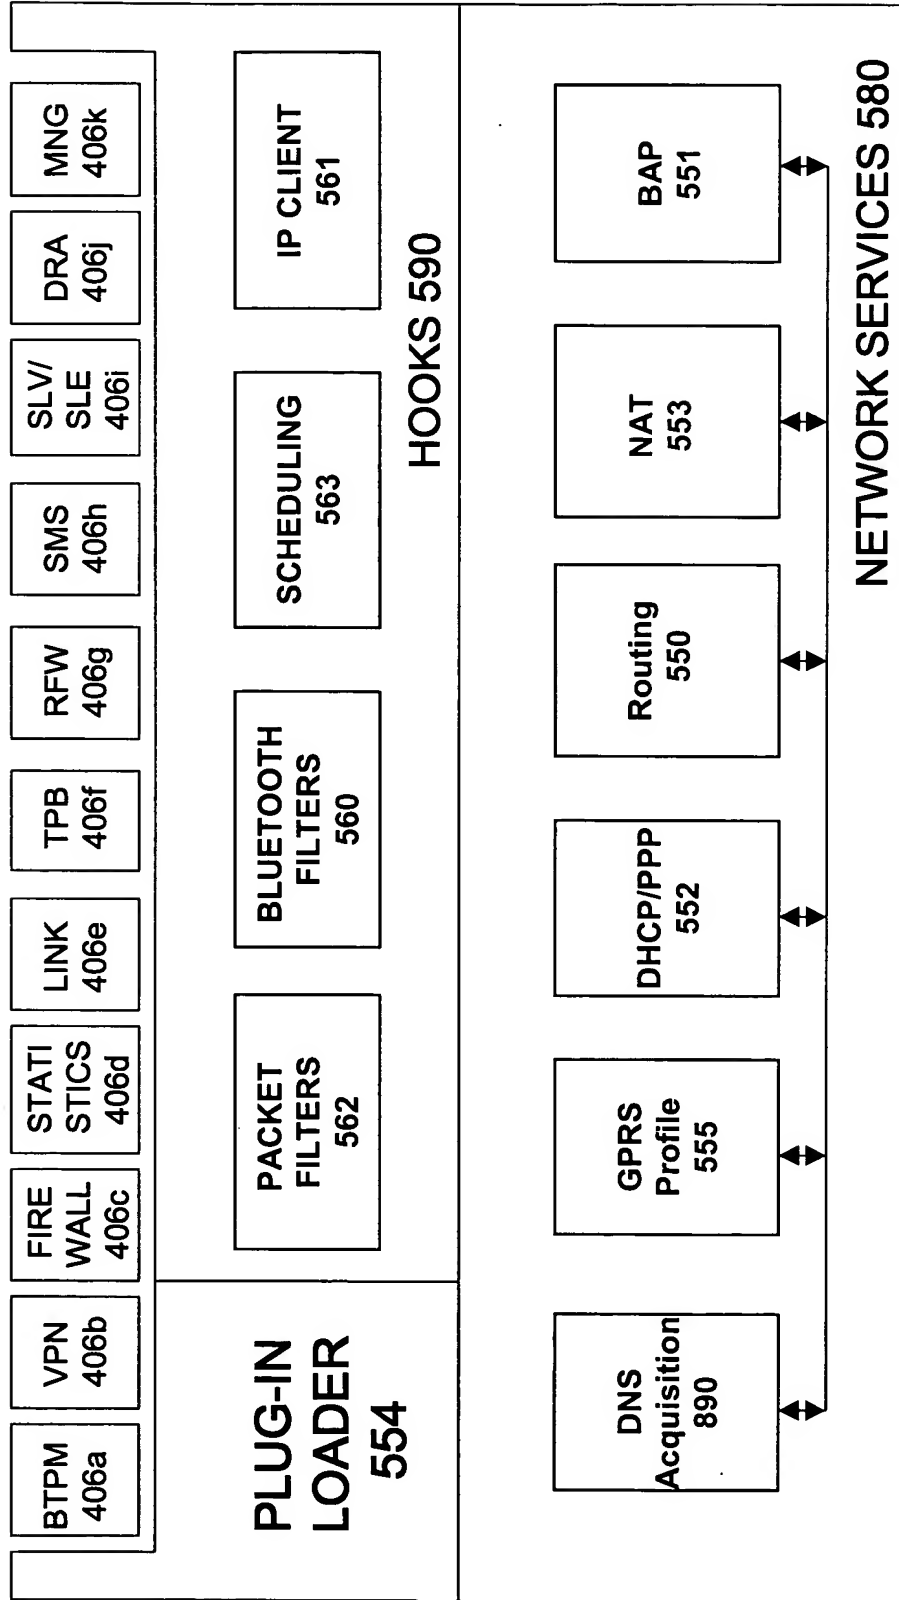 BTPM
406a
VPN
406b
FIRE
WALL
406c
STATI
STICS
406d
LINK
406e
TPB
406f
RFW
406g
SMS
406h
SLV/
SLE
406i
DRA
406j
MNG
406k
PLUG-IN
LOADER
554
PACKET
FILTERS
562
BLUETOOTH
FILTERS
560
SCHEDULING
563
IP CLIENT
561
HOOKS 590
DNS
Acquisition
890
GPRS
Profile
555
DHCP/PPP
552
Routing
550
NAT
553
BAP
551
NETWORK SERVICES 580